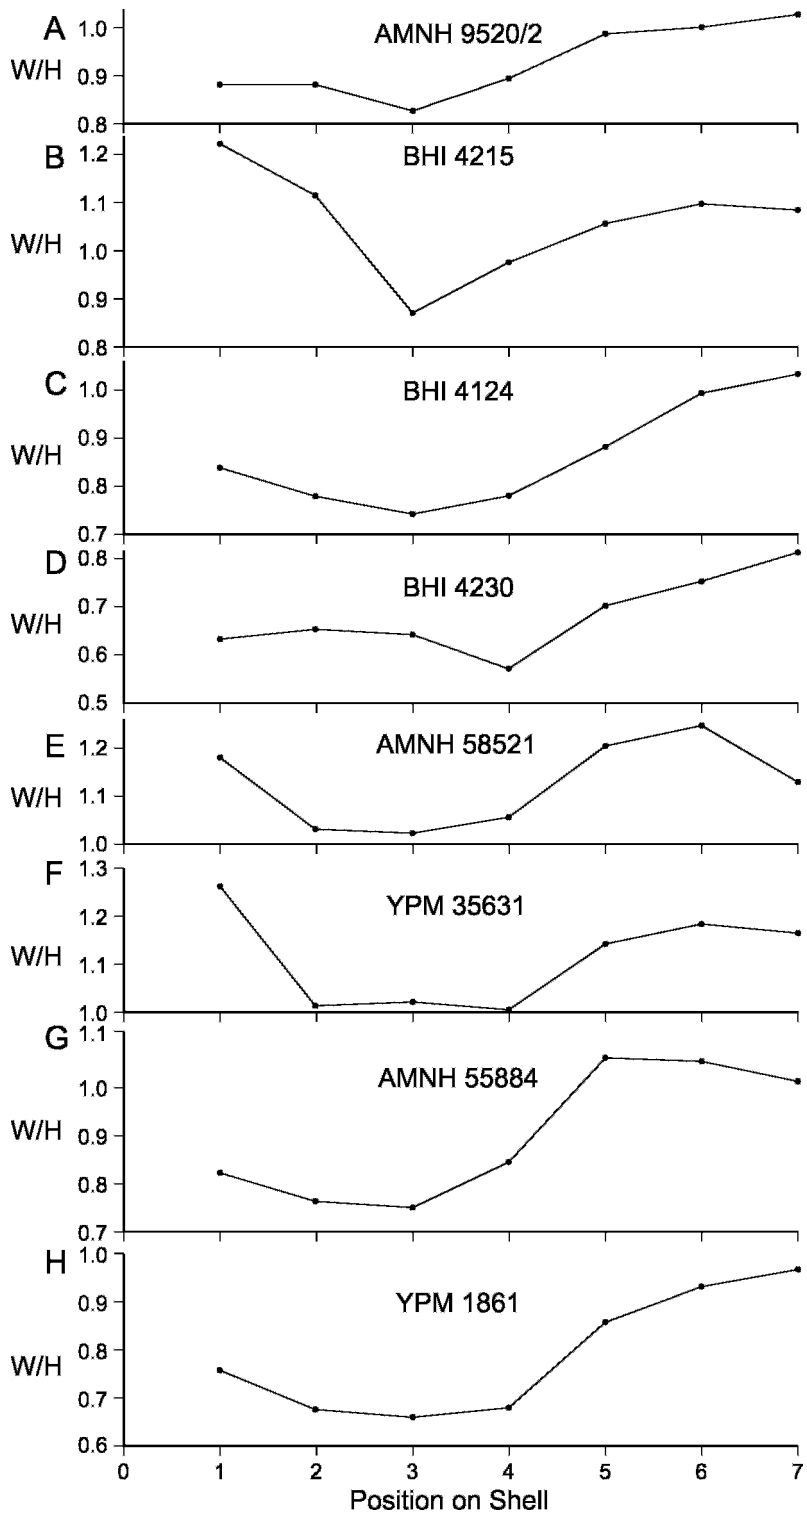 A
AMNH 9520/2
1.0
W/H
0.9
0.8
B
BHI 4215
1.2
1.1
W/H
1.0
0.9
0.8
C
BHI 4124
1.0
0.9
W/H
0.8
0.7
D
BHI 4230
0.8
0.7
W/H
0.6
0.5
E
AMNH 58521
1.2
W/H
1.1
1.0
F
YPM 35631
1.3
1.2
W/H
1.1
1.0
G
AMNH 55884
1.1
1.0
W/H
0.9
0.8
0.7
H
YPM 1861
1.0
0.9
0.8
W/H
0.7
0.6
0 1 2 3 4 5 6 7
Position on Shell